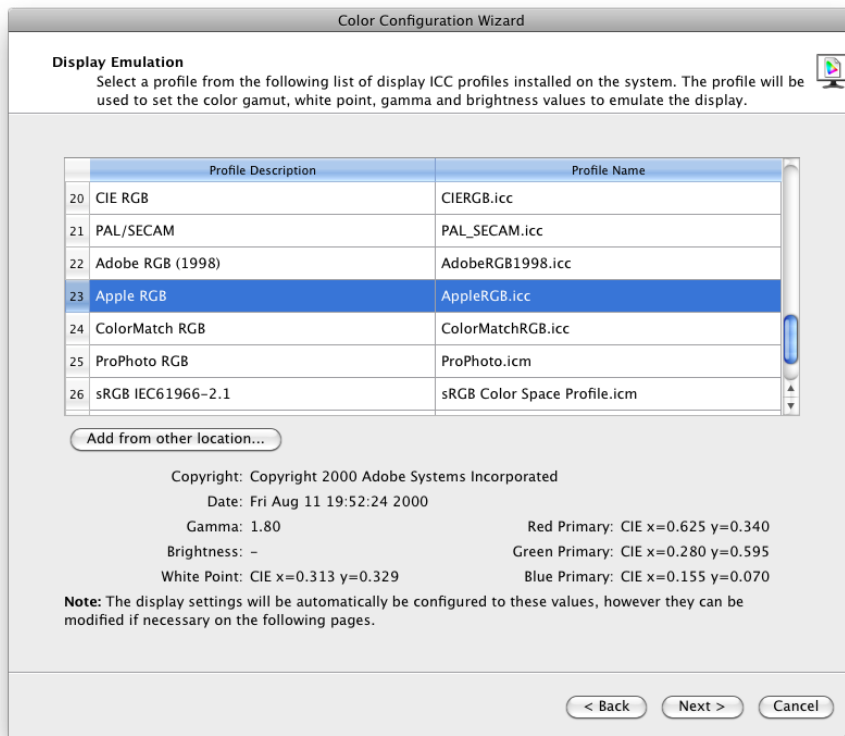 Color Configuration Wizard
Display Emulation
Select a profile from the following list of display ICC profiles installed on the system. The profile will be
used to set the color gamut, white point, gamma and brightness values to emulate the display.
Profile Description Profile Name
20 CIE RGB CIERGB.icc
21 PAL/SECAM PAL_SECAM.icc
22 Adobe RGB (1998) AdobeRGB1998.icc
23 Apple RGB AppleRGB.icc
24 ColorMatch RGB ColorMatchRGB.icc
25 ProPhoto RGB ProPhoto.icm
26 sRGB IEC61966-2.1 sRGB Color Space Profile.icm
Add from other location...
Copyright: Copyright 2000 Adobe Systems Incorporated
Date: Fri Aug 11 19:52:24 2000
Gamma: 1.80 Red Primary: CIE x=0.625 y=0.340
Brightness: – Green Primary: CIE x=0.280 y=0.595
White Point: CIE x=0.313 y=0.329 Blue Primary: CIE x=0.155 y=0.070
Note: The display settings will be automatically be configured to these values, however they can be
modified if necessary on the following pages.
< Back Next > Cancel